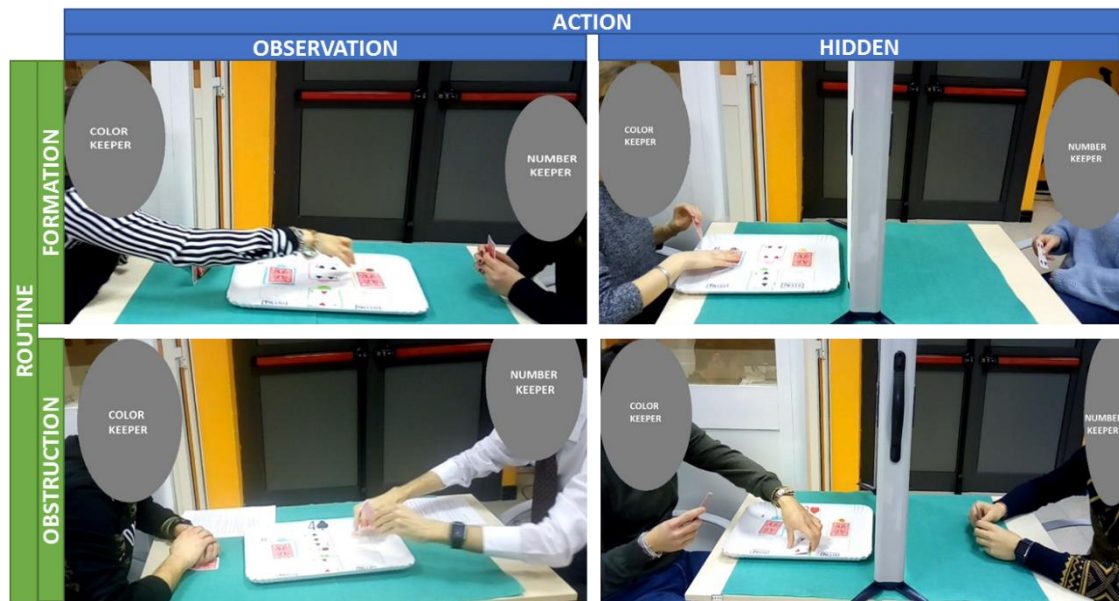 ACTION
OBSERVATION
HIDDEN
ROUTINE
FORMATION
COLOR
KEEPER
NUMBER
KEEPER
COLOR
KEEPER
NUMBER
KEEPER
OBSTRUCTION
COLOR
KEEPER
NUMBER
KEEPER
4
COLOR
KEEPER
NUMBER
KEEPER